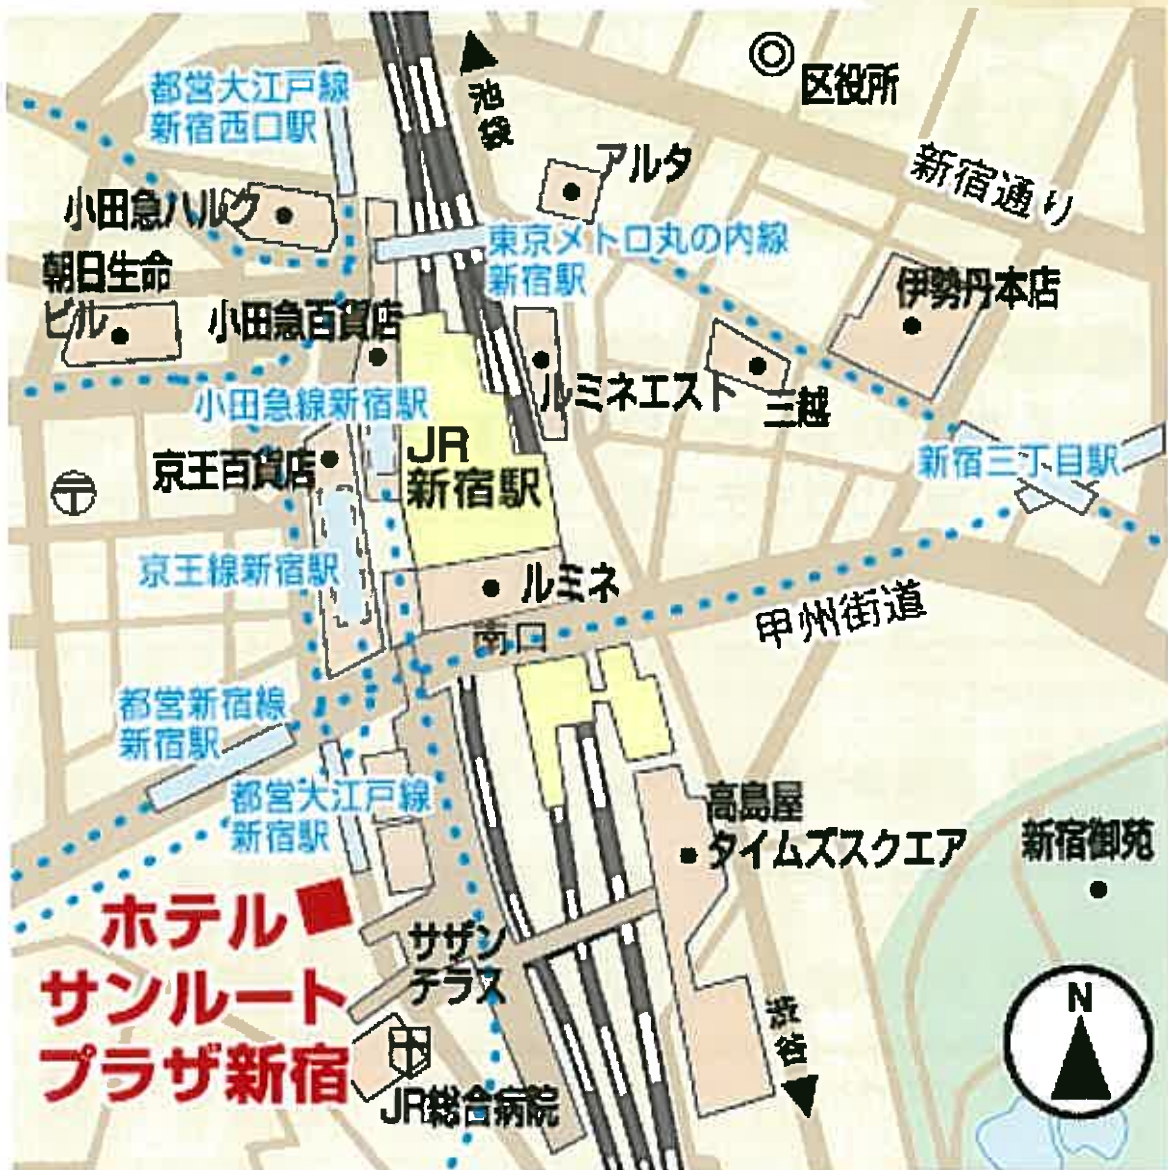 都営大江戸線
新宿西口駅
池袋
区役所
アルタ
新宿通り
小田急ハルク
東京メトロ丸の内線
新宿駅
朝日生命
ビル
小田急百貨店
伊勢丹本店
ルミネエスト
三越
小田急線新宿駅
JR
新宿駅
京王百貨店
新宿三丁目駅
京王線新宿駅
ルミネ
南口
甲州街道
都営新宿線
新宿駅
都営大江戸線
新宿駅
高島屋
タイムズスクエア
新宿御苑
ホテル
サンルート
プラザ新宿
サザン
テラス
渋谷
N
JR総合病院